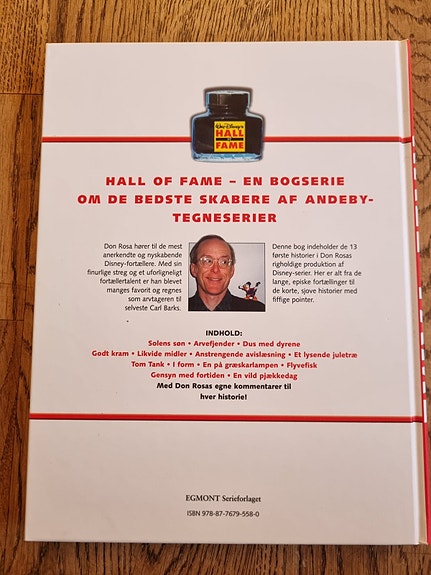 Walt Disney's
HALL
OF
FAME
HALL OF FAME – EN BOGSERIE
OM DE BEDSTE SKABERE AF ANDEBY-
TEGNESERIER
Don Rosa hører til de mest
anerkendte og nyskabende
Disney-fortællere. Med sin
finurlige streg og et uforligneligt
fortællertalent er han blevet
manges favorit og regnes
som arvtageren til
selveste Carl Barks.
Denne bog indeholder de 13
første historier i Don Rosas
righoldige produktion af
Disney-serier. Her er alt fra de
lange, episke fortællinger til
de korte, sjove historier med
fiffige pointer.
INDHOLD:
Solens søn • Arvefjender • Dus med dyrene
Godt kram • Likvide midler • Anstrengende avislæsning • Et lysende juletræ
Tom Tank • I form • En på græskarlampen • Flyvefisk
Gensyn med fortiden • En vild pjækkedag
Med Don Rosas egne kommentarer til
hver historie!
EGMONT Serieforlaget
ISBN 978-87-7679-558-0